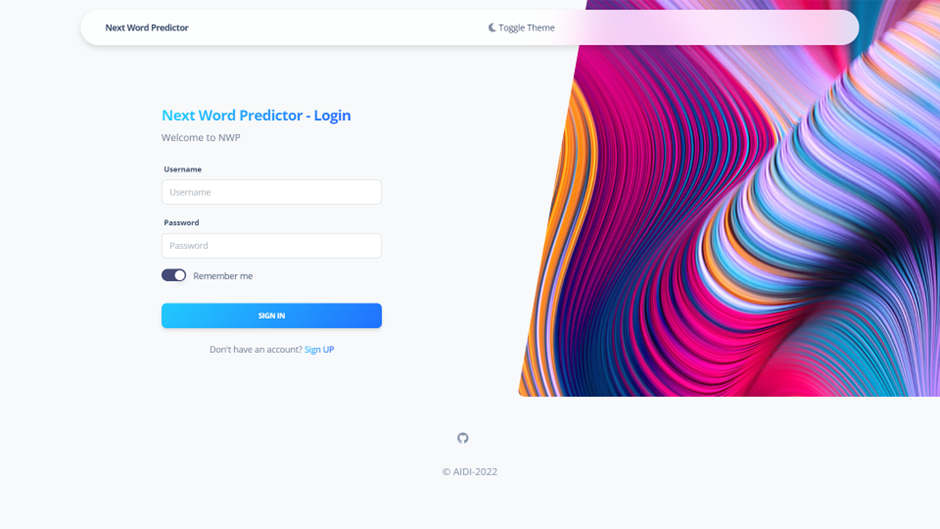 Next Word Predictor
Toggle Theme
Next Word Predictor - Login
Welcome to NWP
Username
Username
Password
Password
Remember me
SIGN IN
Don't have an account? Sign UP
© AIDI-2022